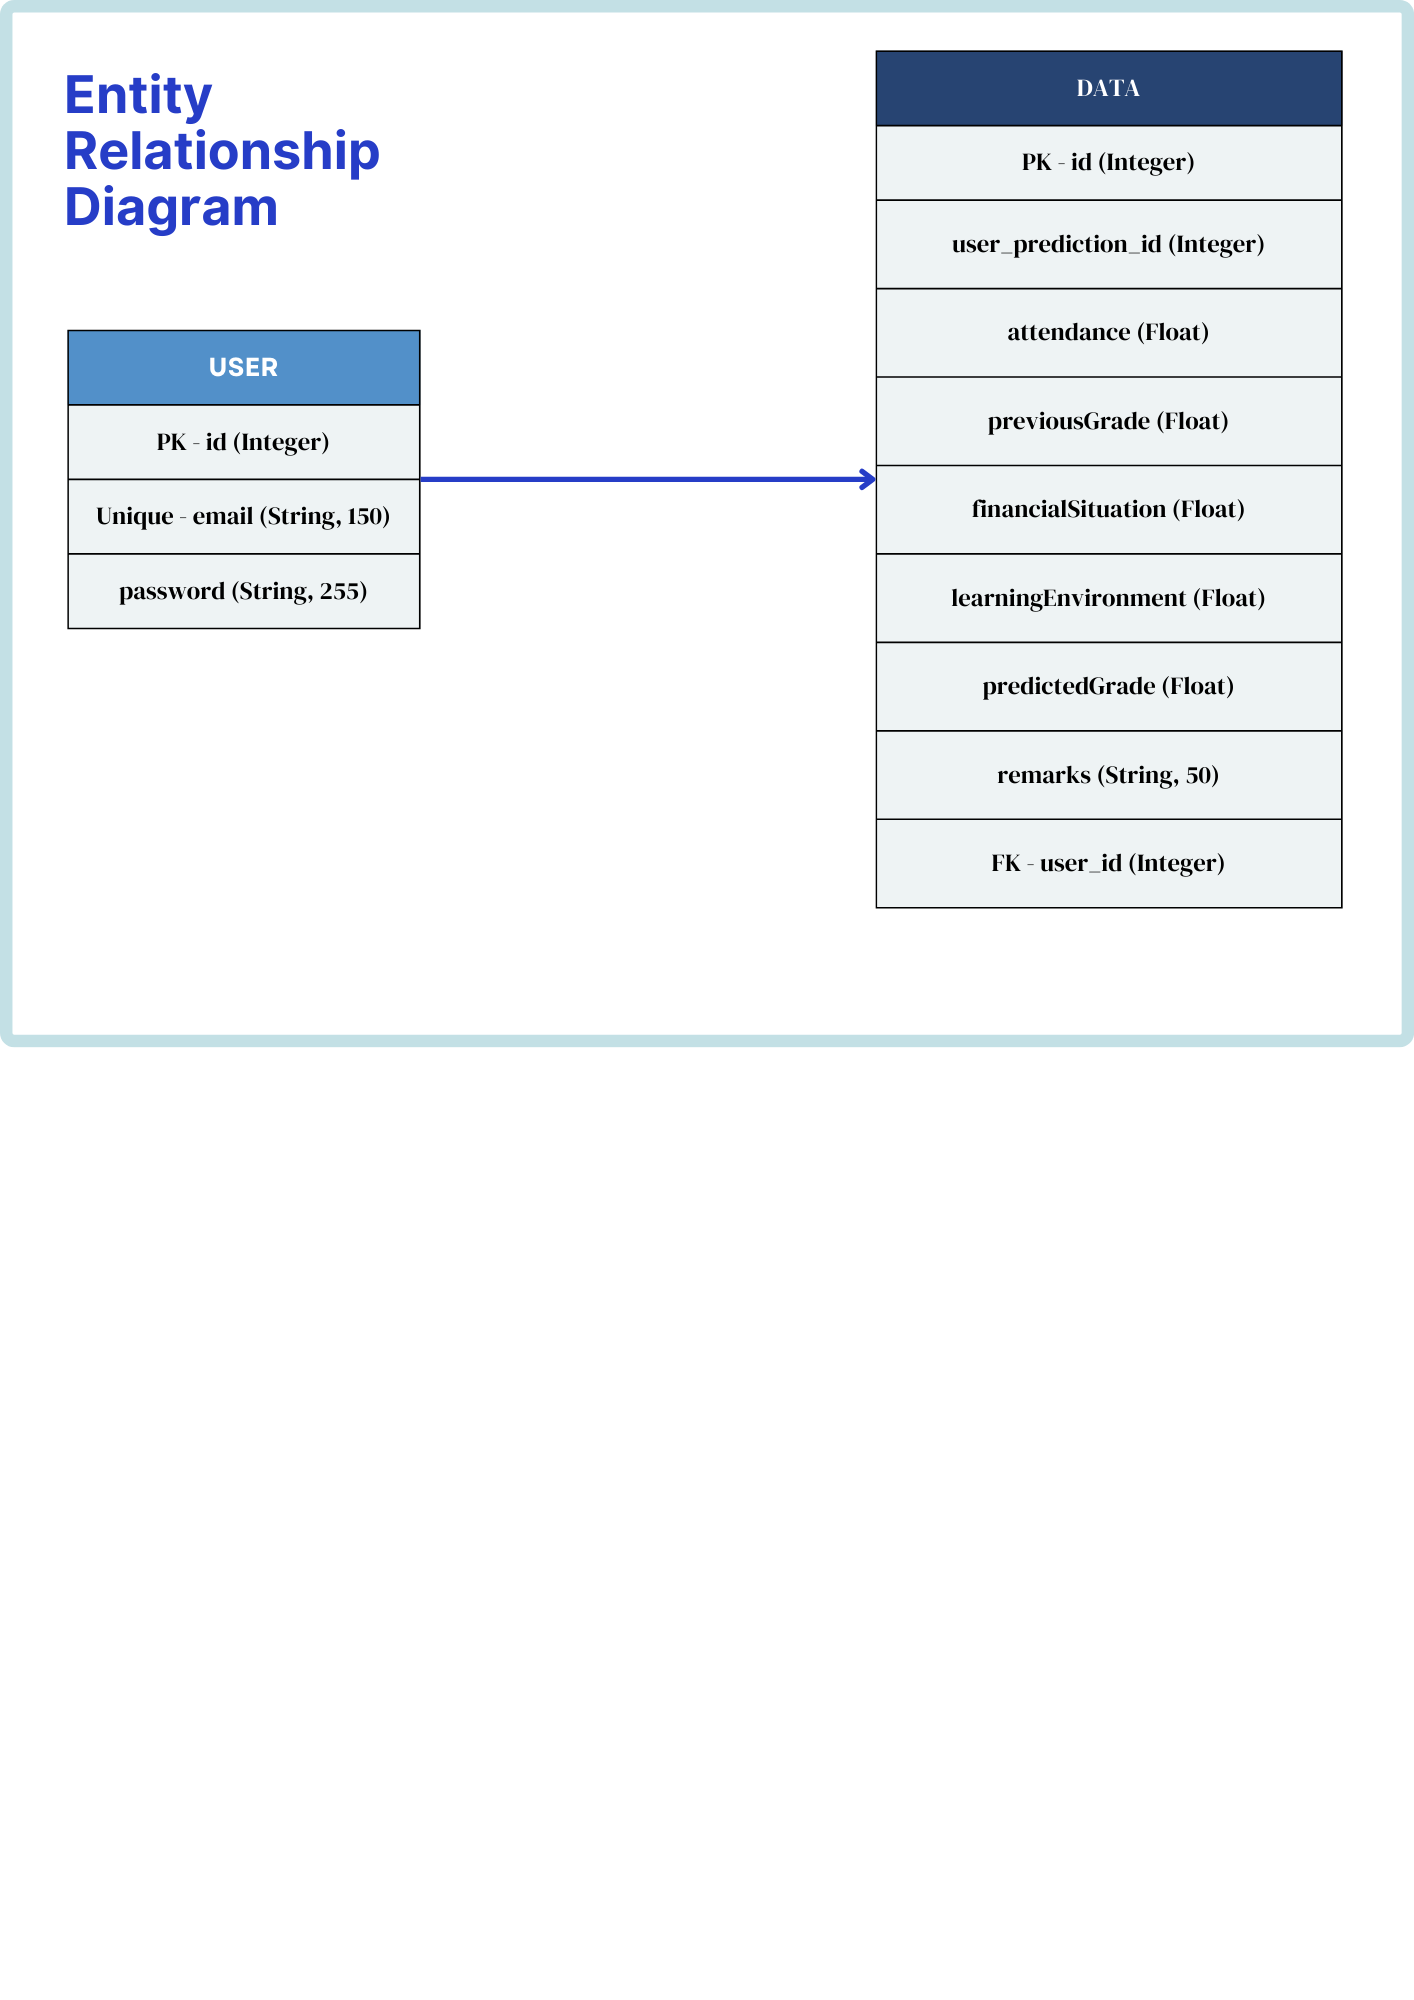 Entity
Relationship
Diagram
USER
PK - id (Integer)
Unique - email (String, 150)
password (String, 255)
DATA
PK - id (Integer)
user_prediction_id (Integer)
attendance (Float)
previousGrade (Float)
financialSituation (Float)
learningEnvironment (Float)
predictedGrade (Float)
remarks (String, 50)
FK - user_id (Integer)